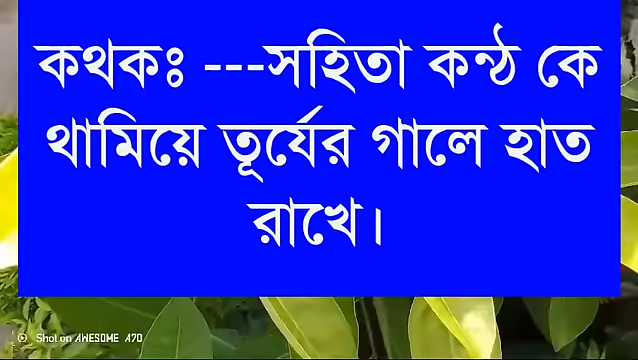 কথকঃ ---সহিতা কন্ঠ কে
থামিয়ে তূর্যের গালে হাত
রাখে।
Shot on AWESOME A70